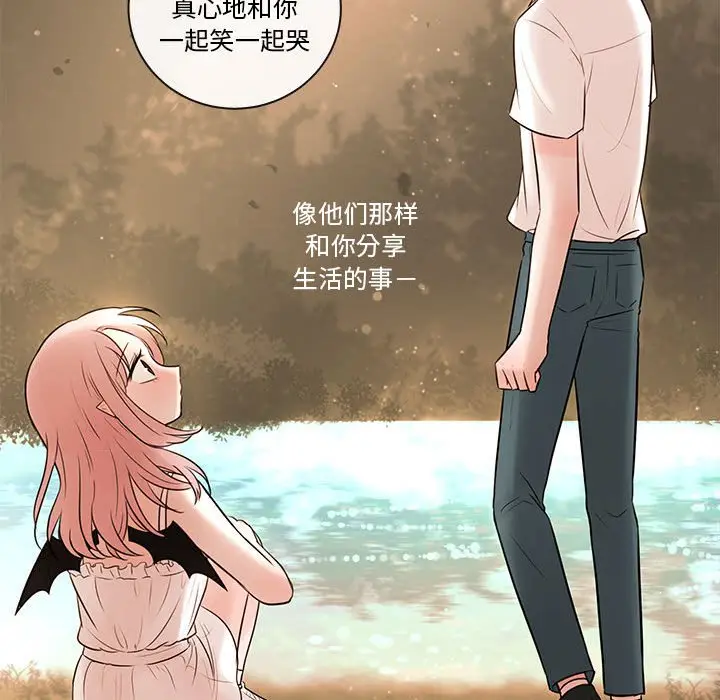 真心地和你
一起笑一起哭
像他们那样
和你分享
生活的事－